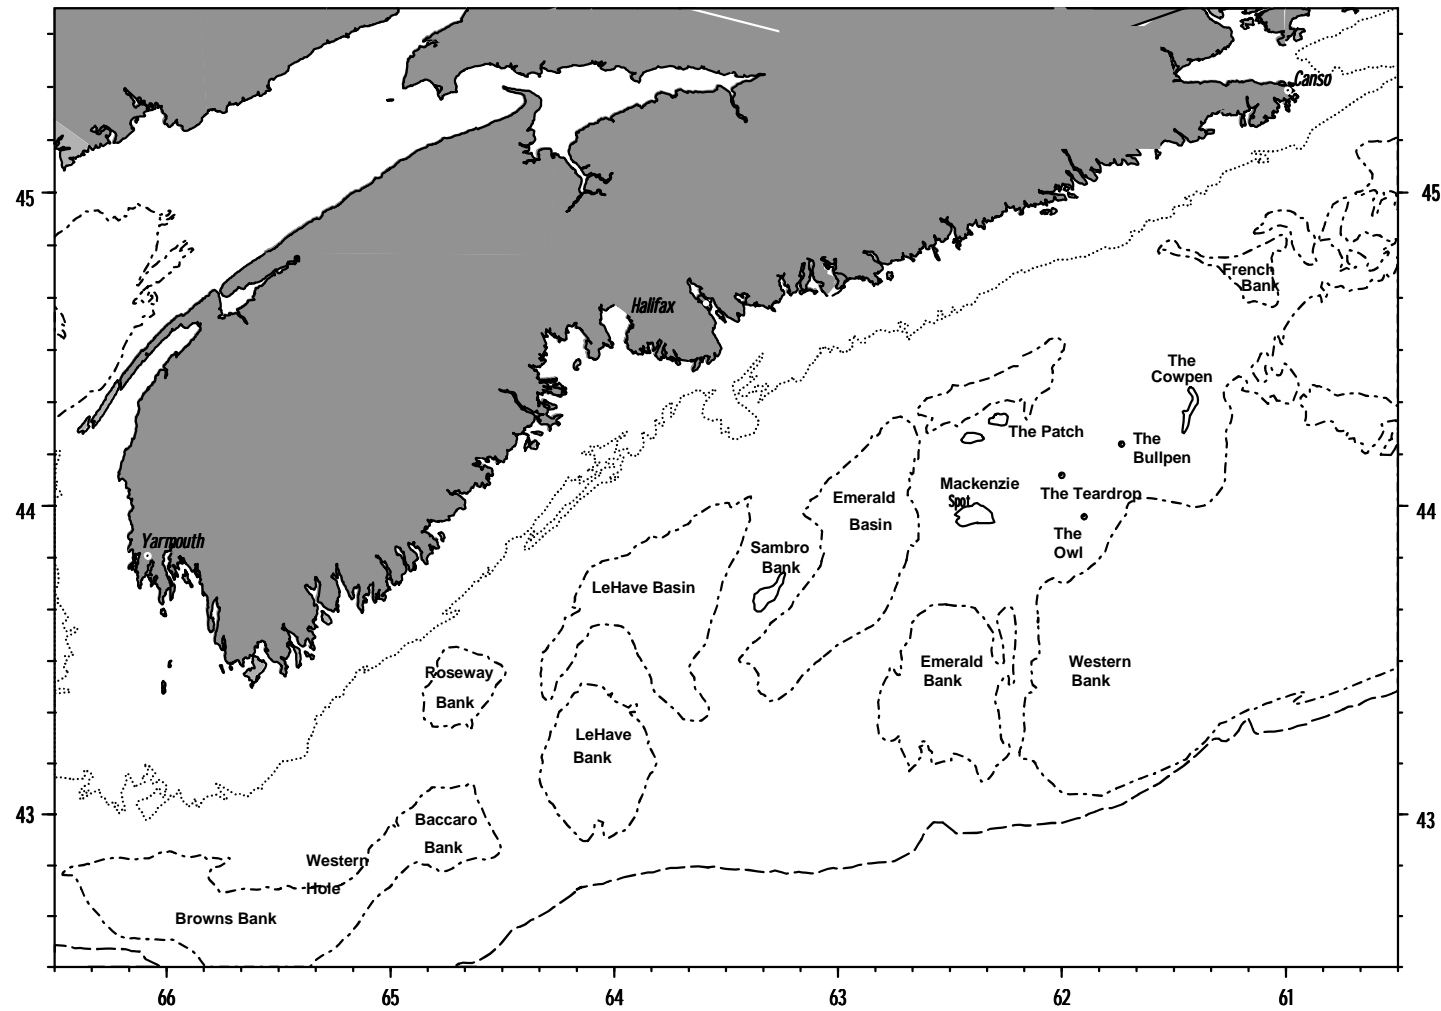 Canso
45
45
French
Bank
Halifax
The
Cowpen
The Patch
The
Bullpen
Mackenzie
Spot
The Teardrop
Emerald
Basin
44
44
The
Owl
Yarmouth
Sambro
Bank
LeHave Basin
Roseway
Bank
Emerald
Bank
Western
Bank
LeHave
Bank
43
43
Baccaro
Bank
Western
Hole
Browns Bank
66
65
64
63
62
61